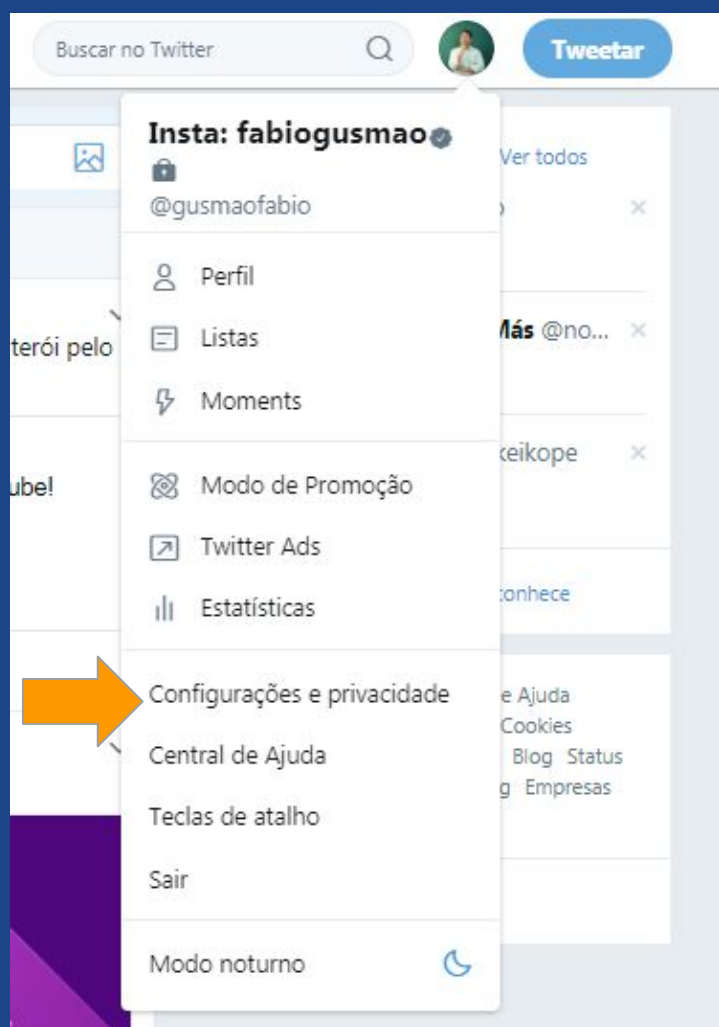 Buscar no Twitter
Tweetar
Insta: fabiogusmao
@gusmaofabio
Perfil
Listas
Moments
Modo de Promoção
Twitter Ads
Estatísticas
Configurações e privacidade
Central de Ajuda
Teclas de atalho
Sair
Modo noturno
terói pelo
ube!
Ver todos
Más @no...
keikope
onhece
e Ajuda
Cookies
Blog Status
g Empresas